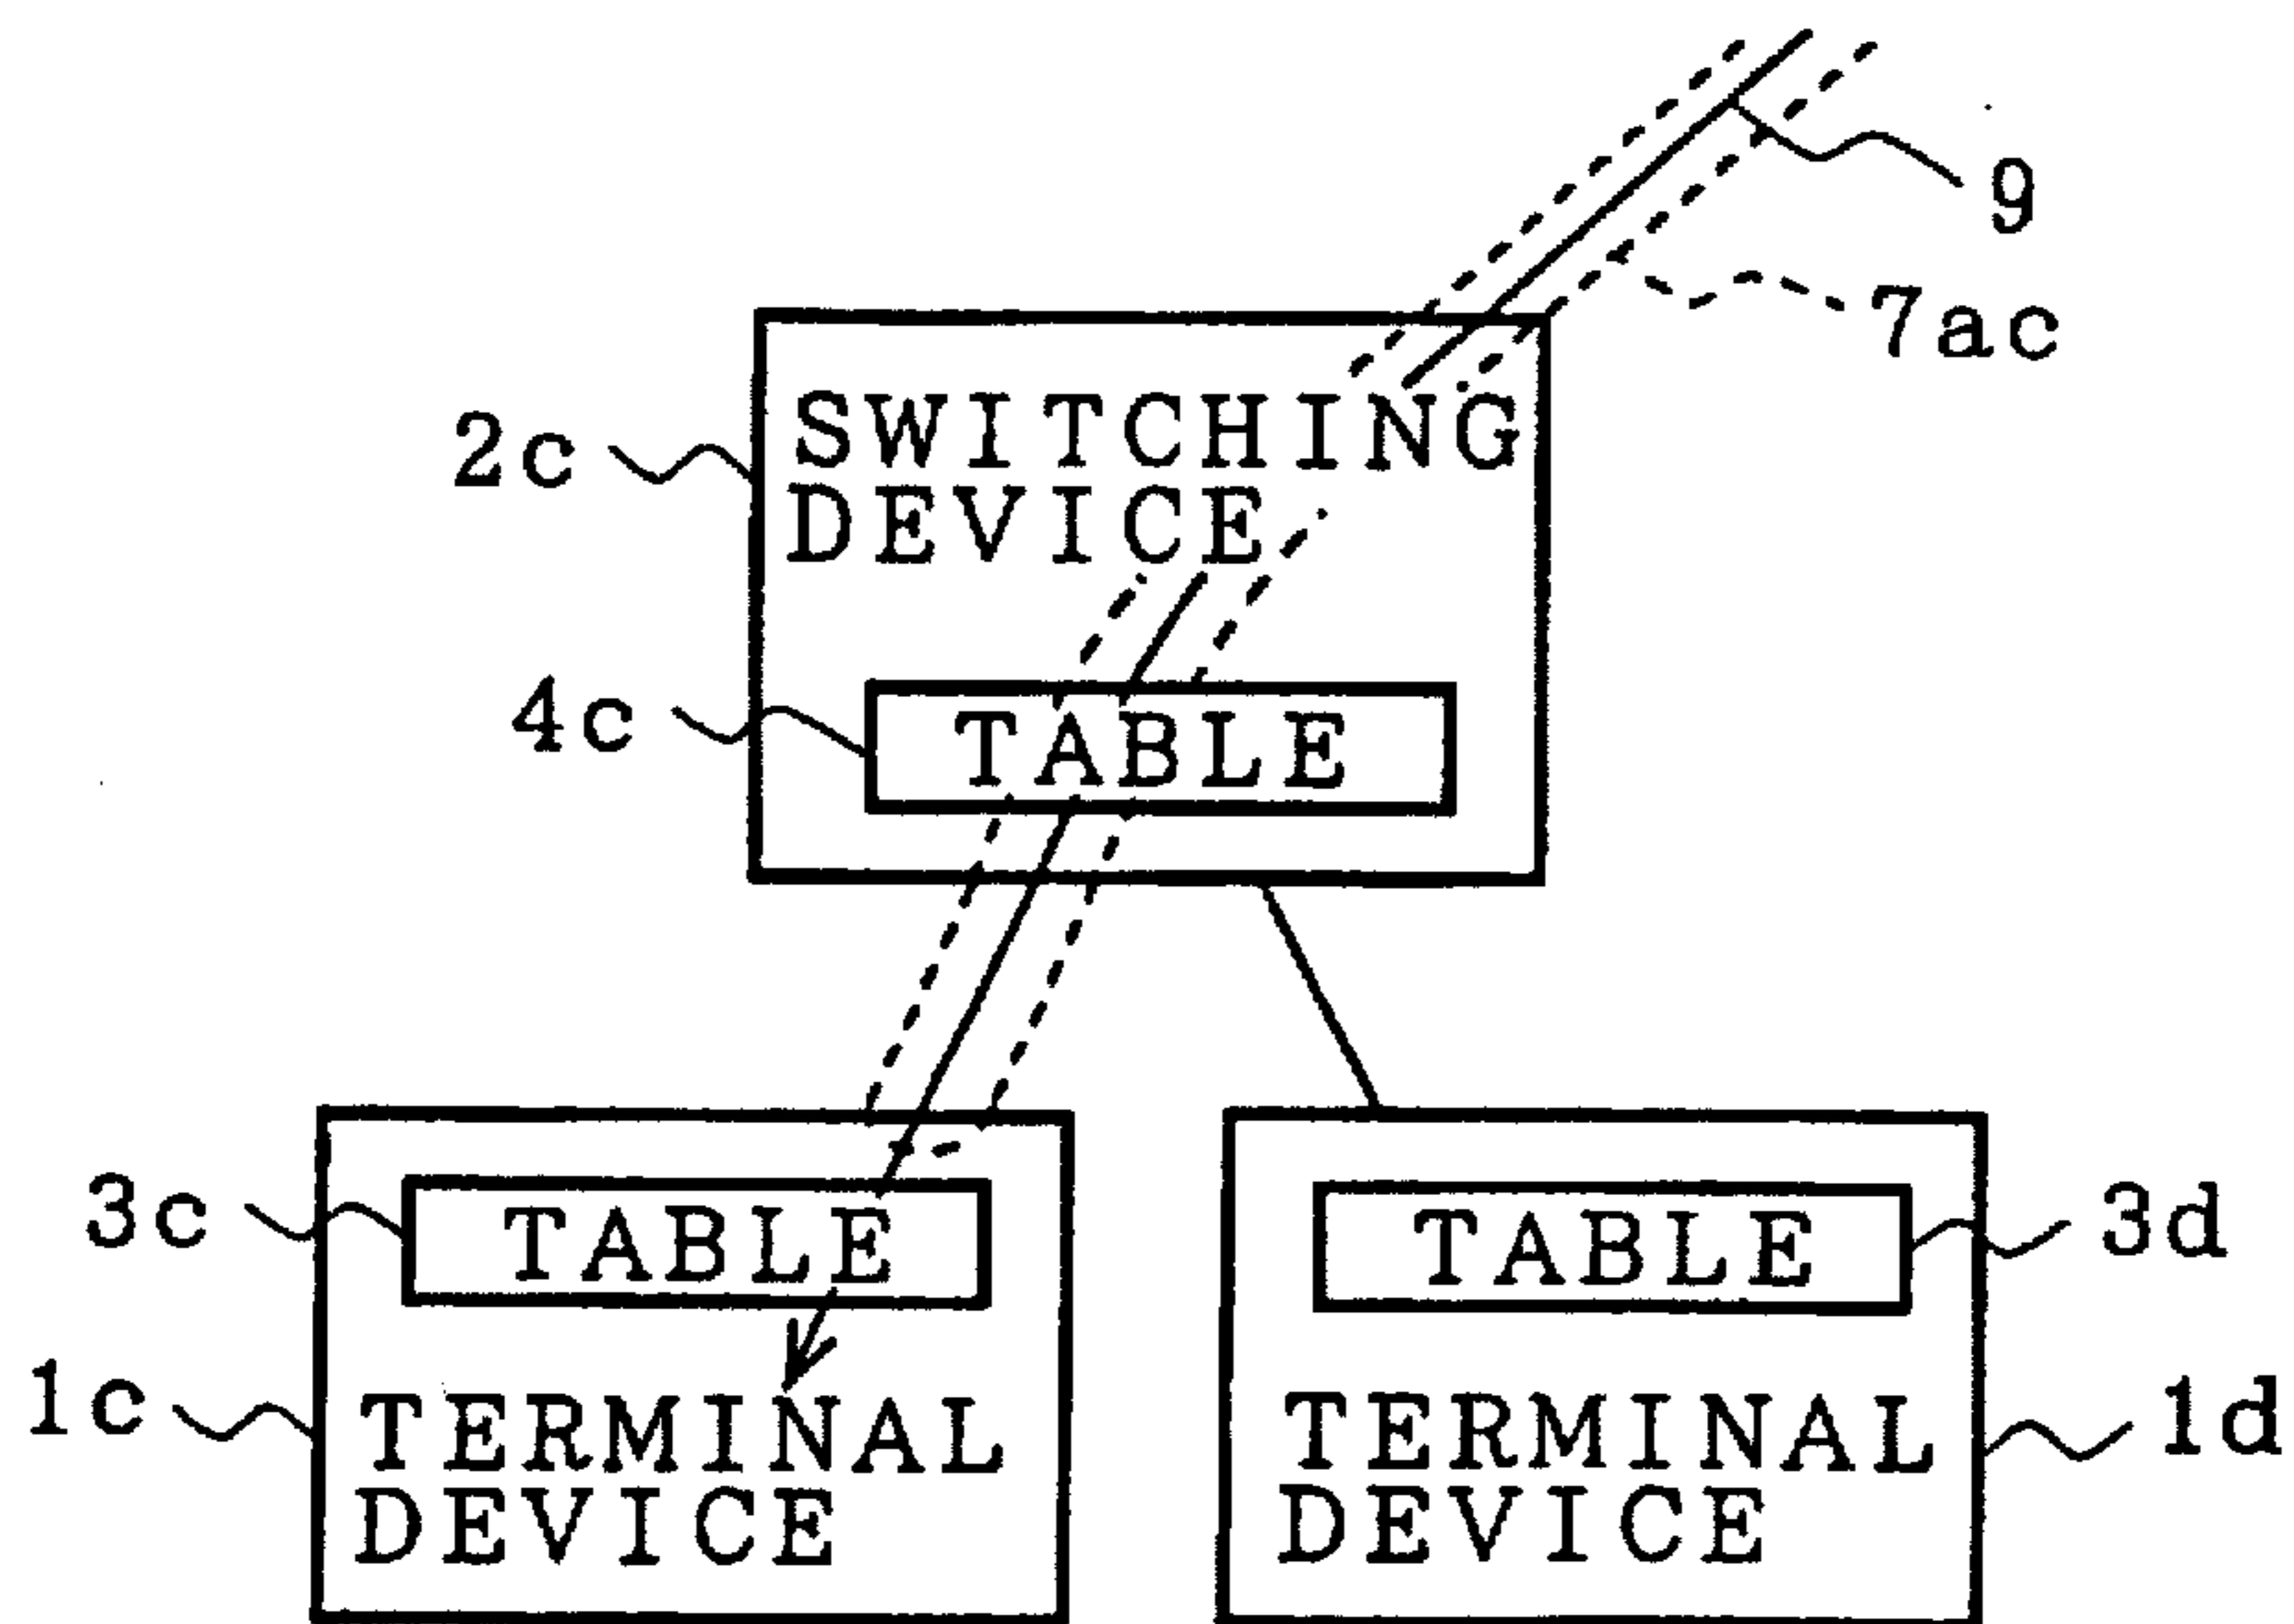 9
7ac
2c
SWITCHING
DEVICE
4c
TABLE
3c
TABLE
TABLE
3d
1c
TERMINAL
DEVICE
TERMINAL
DEVICE
1d